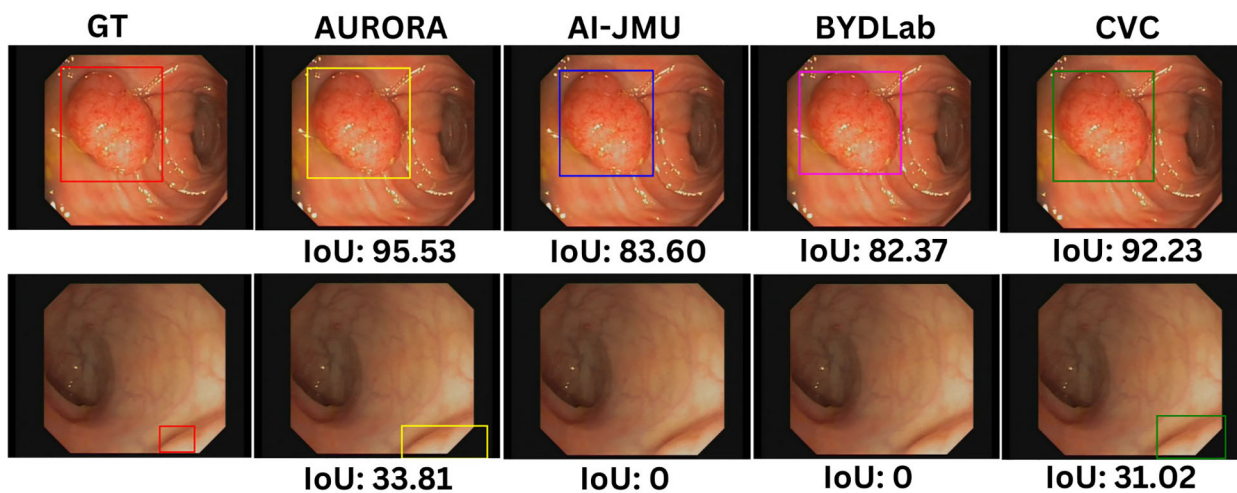 GT AURORA AI-JMU BYDLab CVC
IoU: 95.53 IoU: 83.60 IoU: 82.37 IoU: 92.23
IoU: 33.81 IoU: 0 IoU: 0 IoU: 31.02